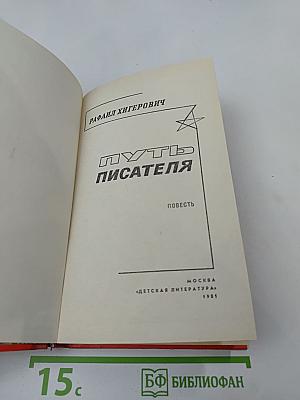 РАФАИЛ ХИГЕРОВИЧ
ПУТЬ
ПИСАТЕЛЯ
ПОВЕСТЬ
МОСКВА
«ДЕТСКАЯ ЛИТЕРАТУРА»
1981
15с
БФ БИБЛИОФАН